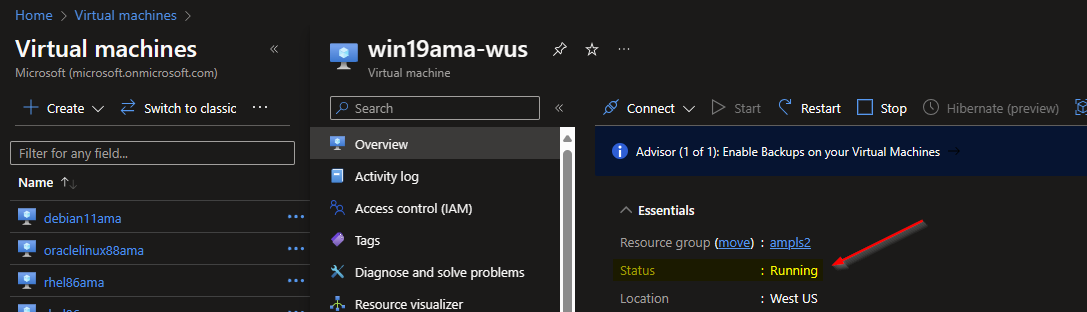 Home > Virtual machines >
Virtual machines
Microsoft (microsoft.onmicrosoft.com)
Create
Switch to classic
Filter for any field...
Name ↑↓
debian11ama
oraclelinux88ama
rhel86ama
win19ama-wus
Virtual machine
Search
Overview
Activity log
Access control (IAM)
Tags
Diagnose and solve problems
Resource visualizer
Connect
Start
Restart
Stop
Hibernate (preview)
Advisor (1 of 1): Enable Backups on your Virtual Machines →
Essentials
Resource group (move) : ampls2
Status : Running
Location : West US